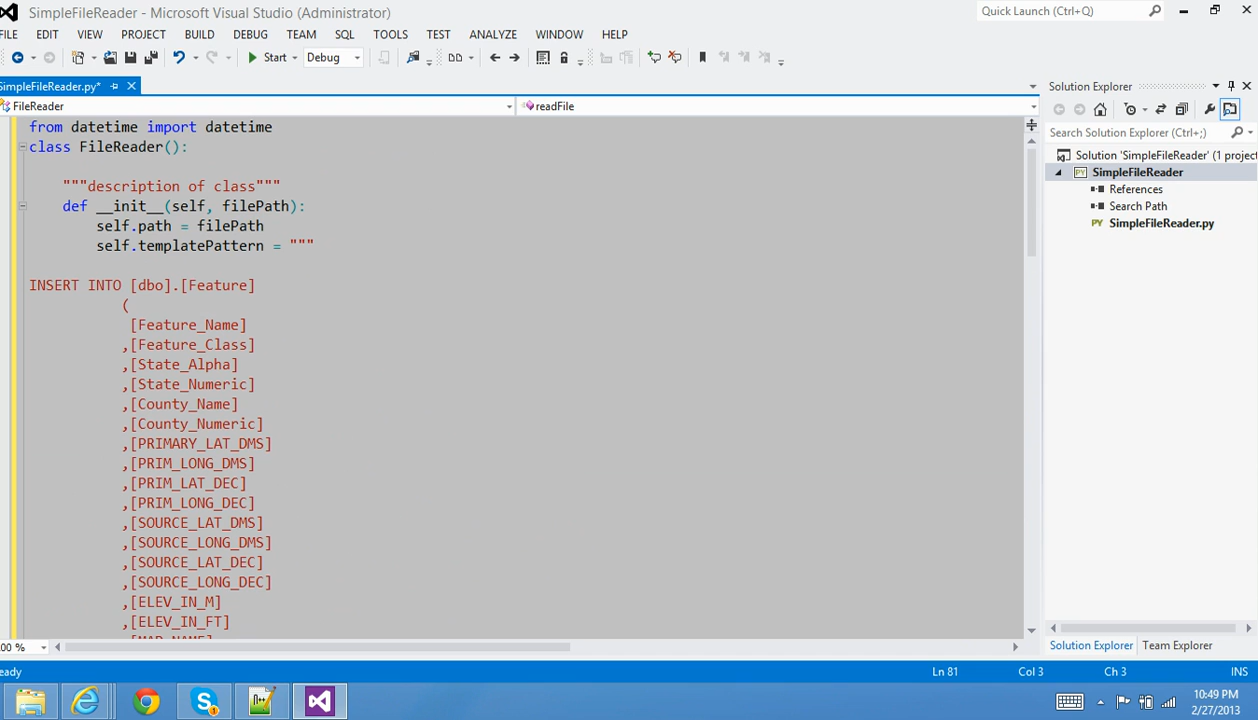 SimpleFileReader - Microsoft Visual Studio (Administrator)
Quick Launch (Ctrl+Q)
FILE EDIT VIEW PROJECT BUILD DEBUG TEAM SQL TOOLS TEST ANALYZE WINDOW HELP
Start Debug
SimpleFileReader.py*
FileReader
readFile
from datetime import datetime
class FileReader():
"""description of class"""
def __init__(self, filePath):
self.path = filePath
self.templatePattern = """
INSERT INTO [dbo].[Feature]
(
[Feature_Name]
,[Feature_Class]
,[State_Alpha]
,[State_Numeric]
,[County_Name]
,[County_Numeric]
,[PRIMARY_LAT_DMS]
,[PRIM_LONG_DMS]
,[PRIM_LAT_DEC]
,[PRIM_LONG_DEC]
,[SOURCE_LAT_DMS]
,[SOURCE_LONG_DMS]
,[SOURCE_LAT_DEC]
,[SOURCE_LONG_DEC]
,[ELEV_IN_M]
,[ELEV_IN_FT]
,[MAP_NAME]
00 %
Solution Explorer
Search Solution Explorer (Ctrl+;)
Solution 'SimpleFileReader' (1 project
SimpleFileReader
References
Search Path
SimpleFileReader.py
Solution Explorer Team Explorer
eady
Ln 81 Col 3 Ch 3 INS
10:49 PM
2/27/2013